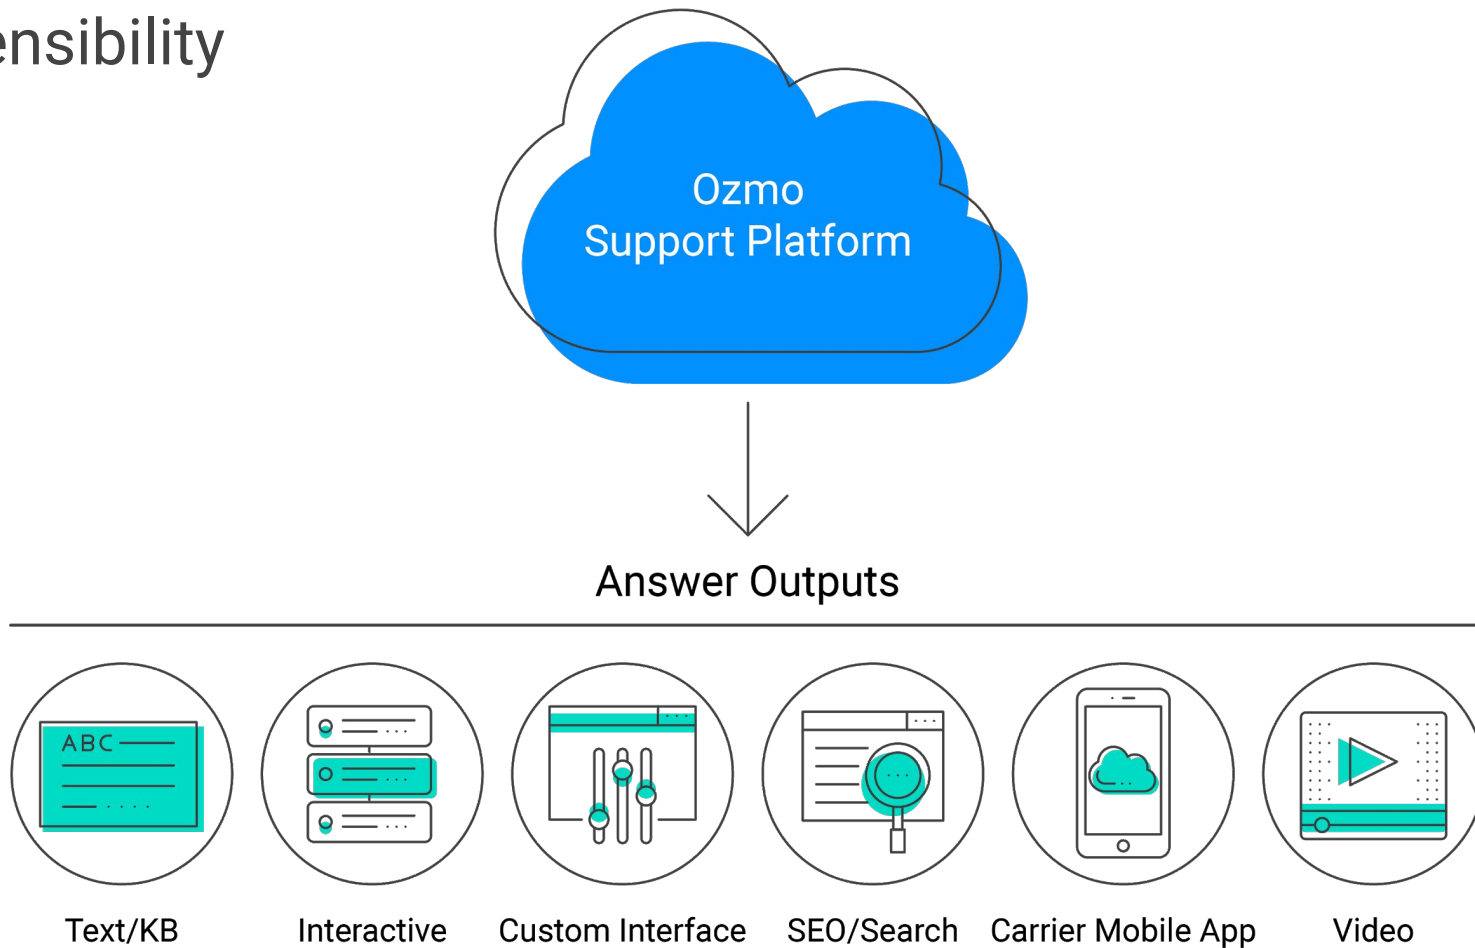 ensibility
Ozmo
Support Platform
Answer Outputs
ABC
Text/KB
Interactive
Custom Interface
SEO/Search
Carrier Mobile App
Video